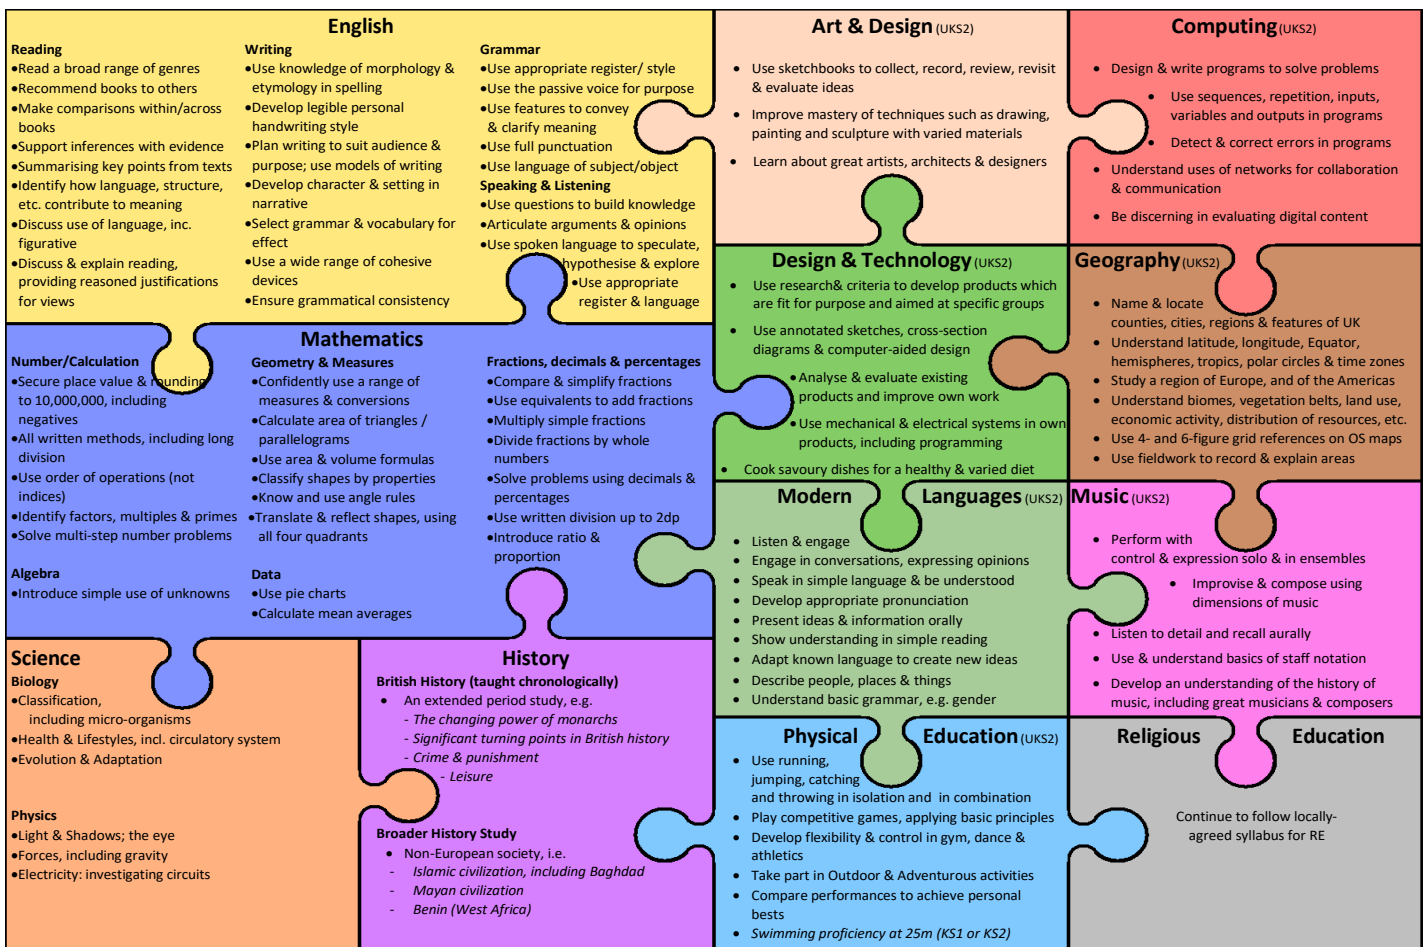 English
Reading
•Read a broad range of genres
•Recommend books to others
•Make comparisons within/across
books
•Support inferences with evidence
•Summarising key points from texts
•Identify how language, structure,
etc. contribute to meaning
•Discuss use of language, inc.
figurative
•Discuss & explain reading,
providing reasoned justifications
for views
Writing
•Use knowledge of morphology &
etymology in spelling
•Develop legible personal
handwriting style
•Plan writing to suit audience &
purpose; use models of writing
•Develop character & setting in
narrative
•Select grammar & vocabulary for
effect
•Use a wide range of cohesive
devices
•Ensure grammatical consistency
Grammar
•Use appropriate register/ style
•Use the passive voice for purpose
•Use features to convey
& clarify meaning
•Use full punctuation
•Use language of subject/object
Speaking & Listening
•Use questions to build knowledge
•Articulate arguments & opinions
•Use spoken language to speculate,
hypothesise & explore
•Use appropriate
register & language
Art & Design (UKS2)
• Use sketchbooks to collect, record, review, revisit
& evaluate ideas
• Improve mastery of techniques such as drawing,
painting and sculpture with varied materials
• Learn about great artists, architects & designers
Computing (UKS2)
• Design & write programs to solve problems
• Use sequences, repetition, inputs,
variables and outputs in programs
• Detect & correct errors in programs
• Understand uses of networks for collaboration
& communication
• Be discerning in evaluating digital content
Mathematics
Number/Calculation
•Secure place value & rounding
to 10,000,000, including
negatives
•All written methods, including long
division
•Use order of operations (not
indices)
•Identify factors, multiples & primes
•Solve multi-step number problems
Algebra
•Introduce simple use of unknowns
Geometry & Measures
•Confidently use a range of
measures & conversions
•Calculate area of triangles /
parallelograms
•Use area & volume formulas
•Classify shapes by properties
•Know and use angle rules
•Translate & reflect shapes, using
all four quadrants
Data
•Use pie charts
•Calculate mean averages
Fractions, decimals & percentages
•Compare & simplify fractions
•Use equivalents to add fractions
•Multiply simple fractions
•Divide fractions by whole
numbers
•Solve problems using decimals &
percentages
•Use written division up to 2dp
•Introduce ratio &
proportion
Design & Technology (UKS2)
• Use research& criteria to develop products which
are fit for purpose and aimed at specific groups
• Use annotated sketches, cross-section
diagrams & computer-aided design
•Analyse & evaluate existing
products and improve own work
•Use mechanical & electrical systems in own
products, including programming
• Cook savoury dishes for a healthy & varied diet
Geography (UKS2)
• Name & locate
counties, cities, regions & features of UK
• Understand latitude, longitude, Equator,
hemispheres, tropics, polar circles & time zones
• Study a region of Europe, and of the Americas
• Understand biomes, vegetation belts, land use,
economic activity, distribution of resources, etc.
• Use 4- and 6-figure grid references on OS maps
• Use fieldwork to record & explain areas
Modern Languages (UKS2)
• Listen & engage
• Engage in conversations, expressing opinions
• Speak in simple language & be understood
• Develop appropriate pronunciation
• Present ideas & information orally
• Show understanding in simple reading
• Adapt known language to create new ideas
• Describe people, places & things
• Understand basic grammar, e.g. gender
Music (UKS2)
• Perform with
control & expression solo & in ensembles
• Improvise & compose using
dimensions of music
• Listen to detail and recall aurally
• Use & understand basics of staff notation
• Develop an understanding of the history of
music, including great musicians & composers
Science
Biology
•Classification,
including micro-organisms
•Health & Lifestyles, incl. circulatory system
•Evolution & Adaptation
Physics
•Light & Shadows; the eye
•Forces, including gravity
•Electricity: investigating circuits
History
British History (taught chronologically)
• An extended period study, e.g.
- The changing power of monarchs
- Significant turning points in British history
- Crime & punishment
- Leisure
Broader History Study
• Non-European society, i.e.
- Islamic civilization, including Baghdad
- Mayan civilization
- Benin (West Africa)
Physical Education (UKS2)
• Use running,
jumping, catching
and throwing in isolation and in combination
• Play competitive games, applying basic principles
• Develop flexibility & control in gym, dance &
athletics
• Take part in Outdoor & Adventurous activities
• Compare performances to achieve personal
bests
• Swimming proficiency at 25m (KS1 or KS2)
Religious Education
Continue to follow locally-
agreed syllabus for RE